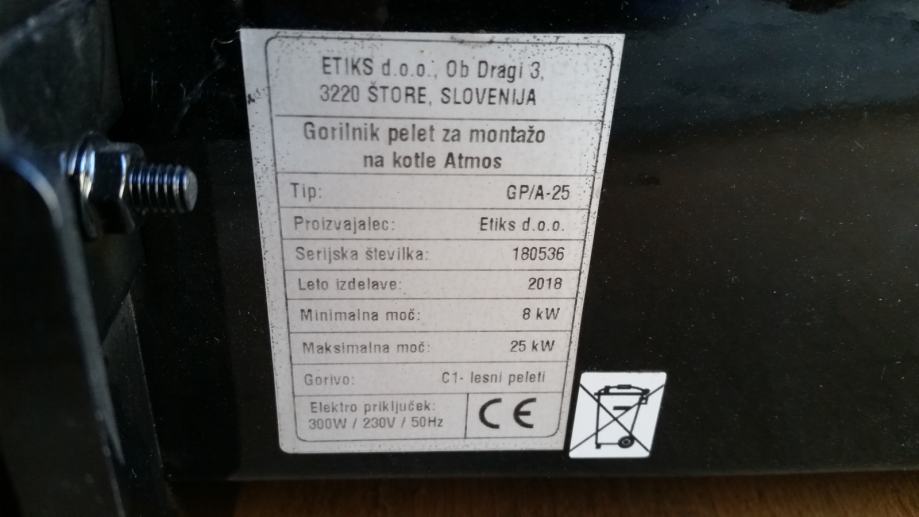 ETIKS d.o.o., Ob Dragi 3,
3220 ŠTORE, SLOVENIJA
Gorilnik pelet za montažo
na kotle Atmos
Tip: GP/A-25
Proizvajalec: Etiks d.o.o.
Serijska številka: 180536
Leto izdelave: 2018
Minimalna moč: 8 kW
Maksimalna moč: 25 kW
Gorivo: C1- lesni peleti
Elektro priključek:
300W / 230V / 50Hz
CE